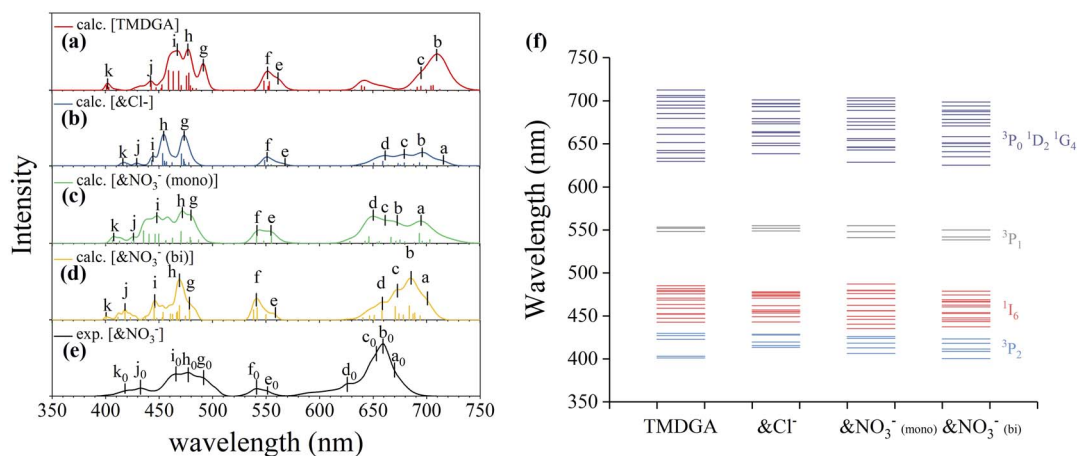 calc. [TMDGA]
(a)
k j i h g f e c b
calc. [&Cl-]
(b)
k j i h g f e d c b a
calc. [&NO₃⁻ (mono)]
(c)
k j i h g f e d c b a
calc. [&NO₃⁻ (bi)]
(d)
k j i h g f e d c b a
exp. [&NO₃⁻]
(e)
k₀ j₀ i₀ h₀ g₀ f₀ e₀ d₀ c₀ b₀ a₀
Intensity
350 400 450 500 550 600 650 700 750
wavelength (nm)
(f)
Wavelength (nm)
750
700
650
600
550
500
450
400
350
³P₀ ¹D₂ ¹G₄
³P₁
¹I₆
³P₂
TMDGA &Cl⁻ &NO₃⁻ (mono) &NO₃⁻ (bi)